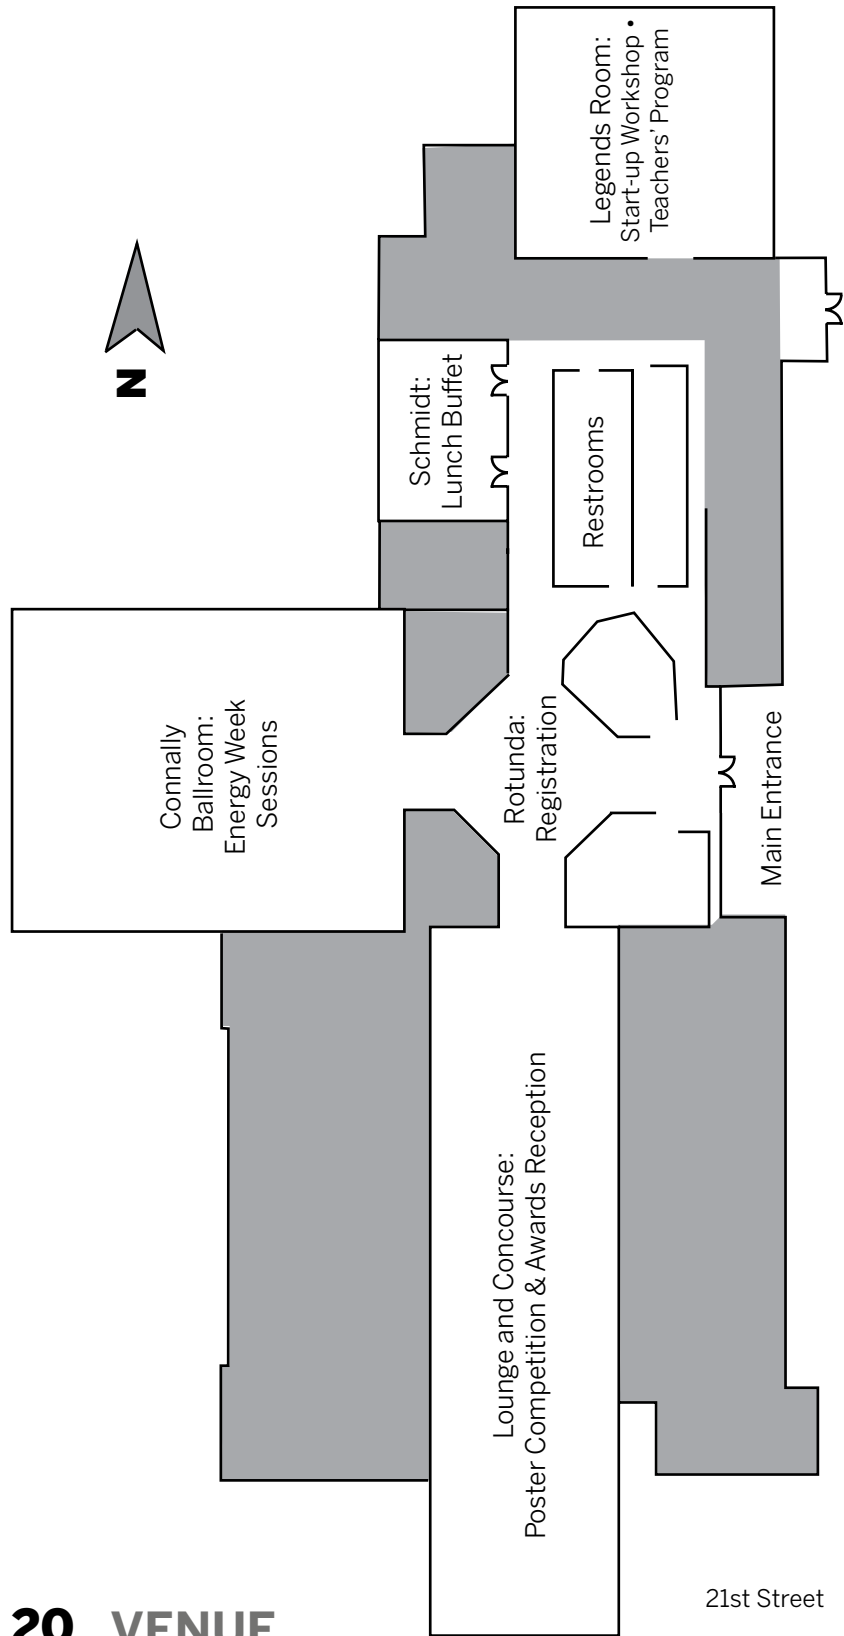 Legends Room:
Start-up Workshop •
Teachers' Program
N
Schmidt:
Lunch Buffet
Restrooms
Connally
Ballroom:
Energy Week
Sessions
Rotunda:
Registration
Main Entrance
Lounge and Concourse:
Poster Competition & Awards Reception
21st Street
20 VENUE